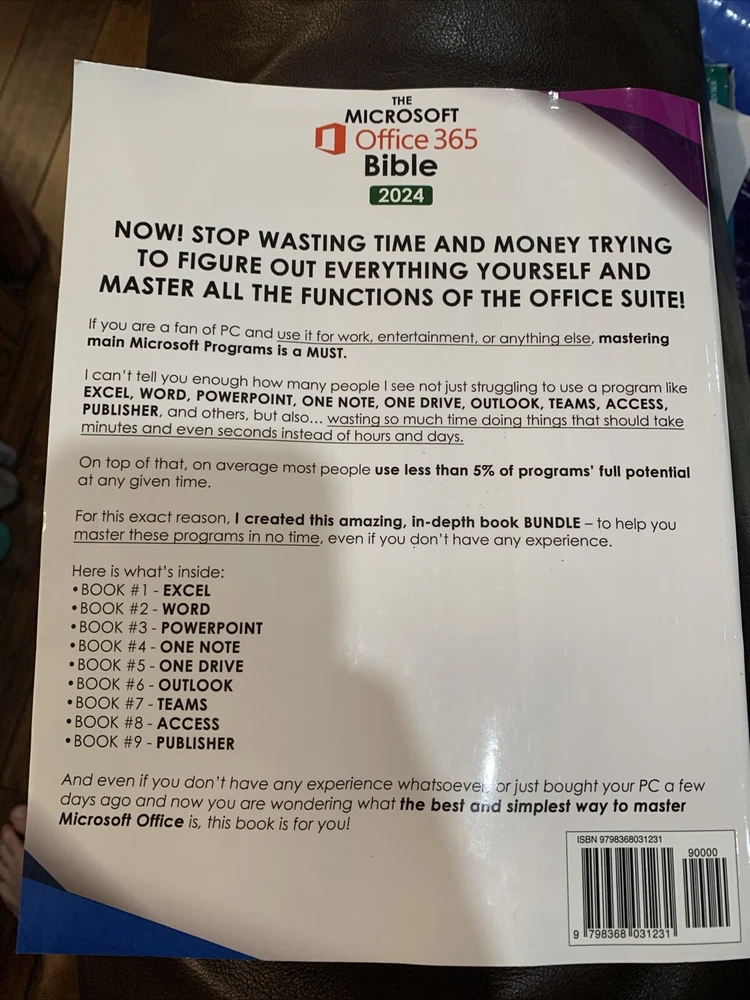 THE
MICROSOFT
Office 365
Bible
2024
NOW! STOP WASTING TIME AND MONEY TRYING
TO FIGURE OUT EVERYTHING YOURSELF AND
MASTER ALL THE FUNCTIONS OF THE OFFICE SUITE!
If you are a fan of PC and use it for work, entertainment, or anything else, mastering
main Microsoft Programs is a MUST.
I can't tell you enough how many people I see not just struggling to use a program like
EXCEL, WORD, POWERPOINT, ONE NOTE, ONE DRIVE, OUTLOOK, TEAMS, ACCESS,
PUBLISHER, and others, but also... wasting so much time doing things that should take
minutes and even seconds instead of hours and days.
On top of that, on average most people use less than 5% of programs' full potential
at any given time.
For this exact reason, I created this amazing, in-depth book BUNDLE – to help you
master these programs in no time, even if you don't have any experience.
Here is what's inside:
• BOOK #1 - EXCEL
• BOOK #2 - WORD
• BOOK #3 - POWERPOINT
• BOOK #4 - ONE NOTE
• BOOK #5 - ONE DRIVE
• BOOK #6 - OUTLOOK
• BOOK #7 - TEAMS
• BOOK #8 - ACCESS
• BOOK #9 - PUBLISHER
And even if you don't have any experience whatsoever, or just bought your PC a few
days ago and now you are wondering what the best and simplest way to master
Microsoft Office is, this book is for you!
ISBN 9798368031231
90000
9 798368 031231